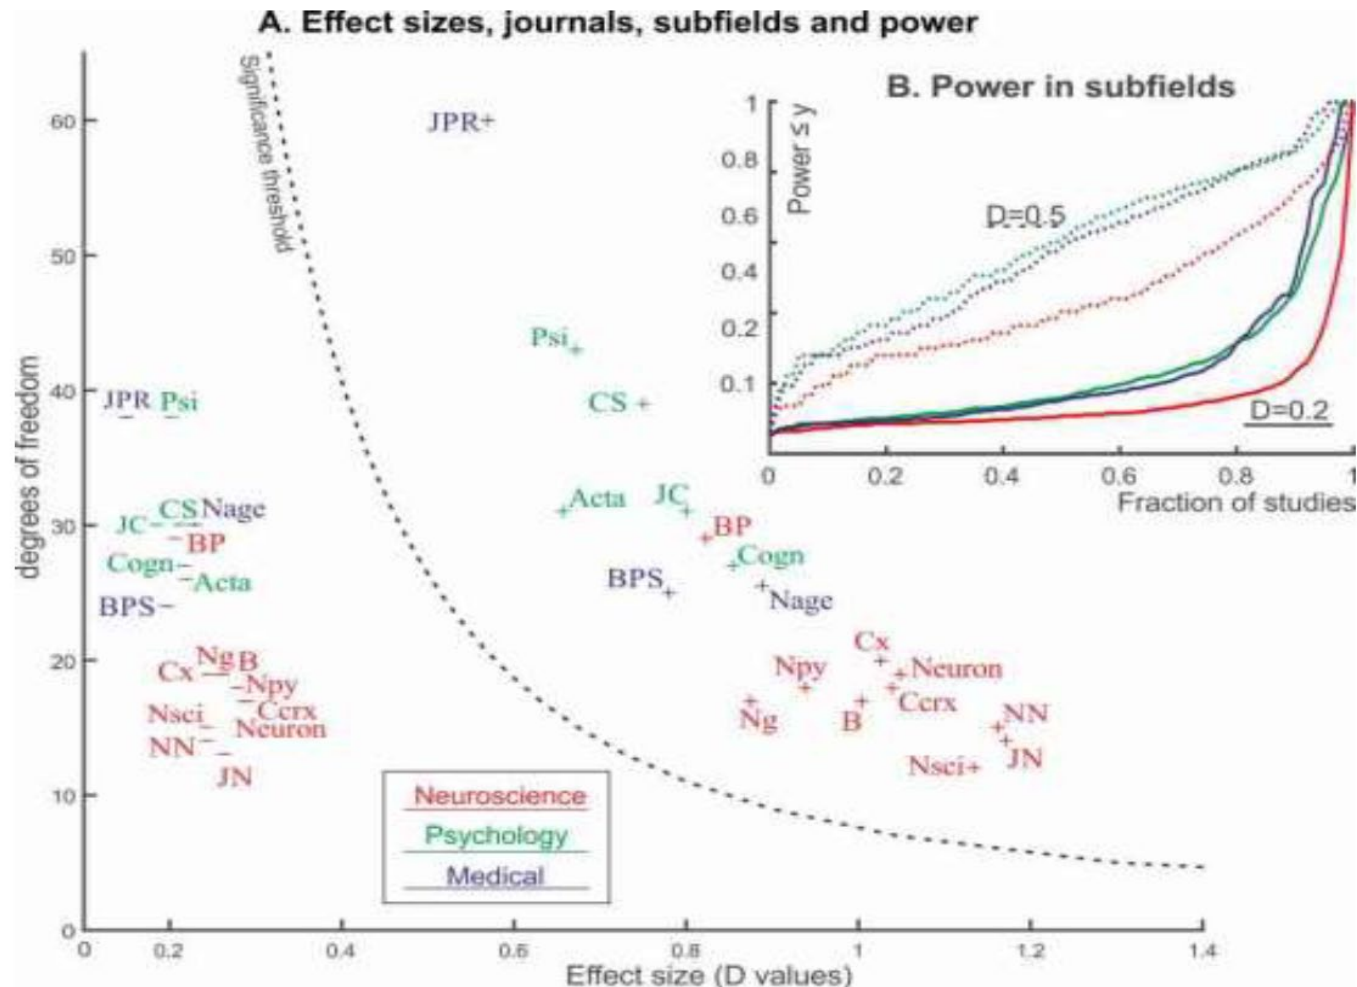 A. Effect sizes, journals, subfields and power
Significance threshold
60
50
40
30
20
10
0
degrees of freedom
JPR+
Psi +
CS +
Acta +
JC +
BP +
Cogn +
BPS +
Nage +
Cx +
Npy +
Neuron +
Ccrx +
Ng +
B +
NN +
JN +
Nsci+
JPR Psi
CS Nage
JC
BP
Cogn
Acta
BPS
Ng B
Cx
Npy
Nsci
Ccrx
Neuron
NN
JN
Neuroscience
Psychology
Medical
0 0.2 0.4 0.6 0.8 1 1.2 1.4
Effect size (D values)
B. Power in subfields
Power ≤ y
1
0.8
0.6
0.4
0.2
0.1
D=0.5
D=0.2
0 0.2 0.4 0.6 0.8 1
Fraction of studies